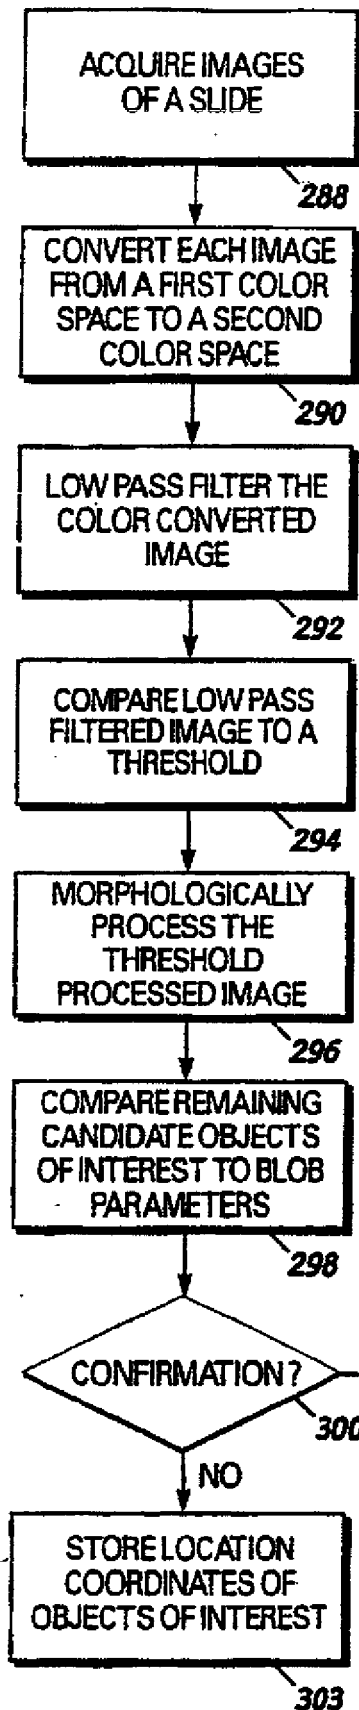 ACQUIRE IMAGES
OF A SLIDE
288
CONVERT EACH IMAGE
FROM A FIRST COLOR
SPACE TO A SECOND
COLOR SPACE
290
LOW PASS FILTER THE
COLOR CONVERTED
IMAGE
292
COMPARE LOW PASS
FILTERED IMAGE TO A
THRESHOLD
294
MORPHOLOGICALLY
PROCESS THE
THRESHOLD
PROCESSED IMAGE
296
COMPARE REMAINING
CANDIDATE OBJECTS
OF INTEREST TO BLOB
PARAMETERS
298
CONFIRMATION?
300
NO
STORE LOCATION
COORDINATES OF
OBJECTS OF INTEREST
303